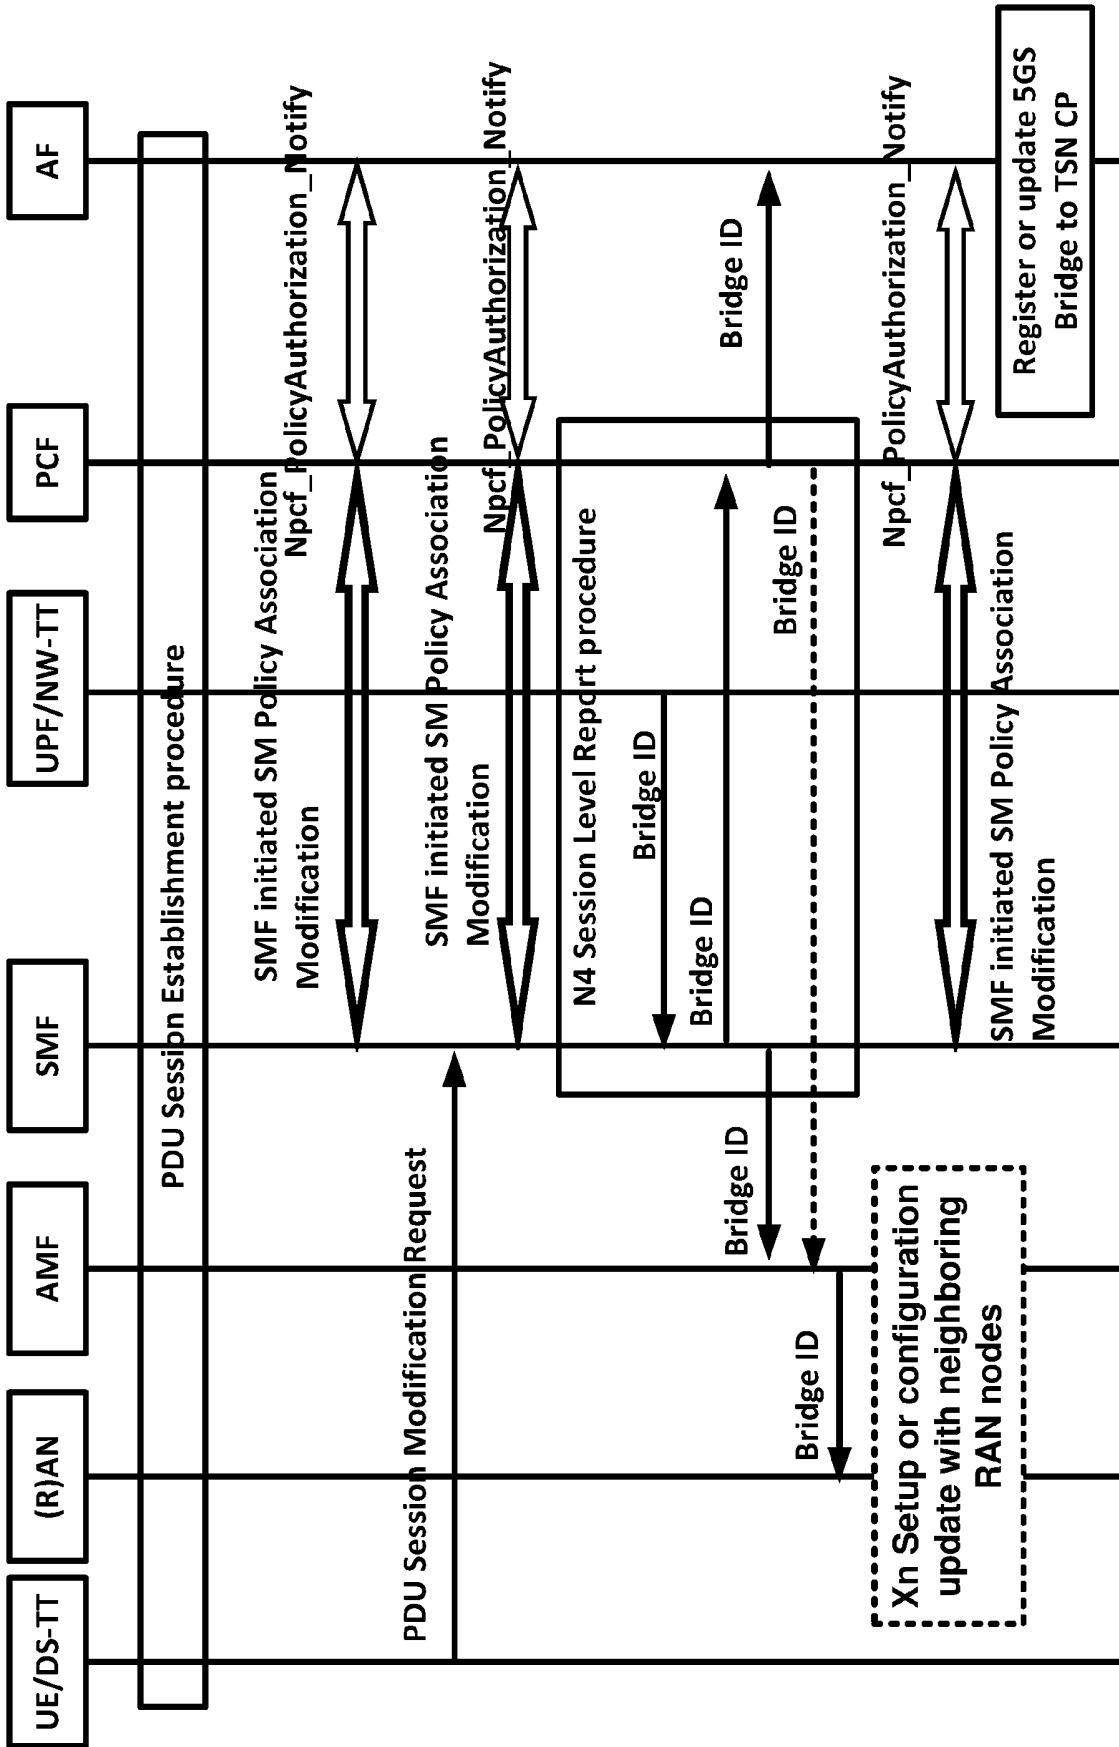 UE/DS-TT
(R)AN
AMF
SMF
UPF/NW-TT
PCF
AF
PDU Session Establishment procedure
SMF initiated SM Policy Association
Modification
Npcf_PolicyAuthorization_Notify
PDU Session Modification Request
SMF initiated SM Policy Association
Modification
Npcf_PolicyAuthorization_Notify
N4 Session Level Report procedure
Bridge ID
Bridge ID
Bridge ID
Bridge ID
Bridge ID
Bridge ID
Xn Setup or configuration
update with neighboring
RAN nodes
Npcf_PolicyAuthorization_Notify
SMF initiated SM Policy Association
Modification
Register or update 5GS
Bridge to TSN CP